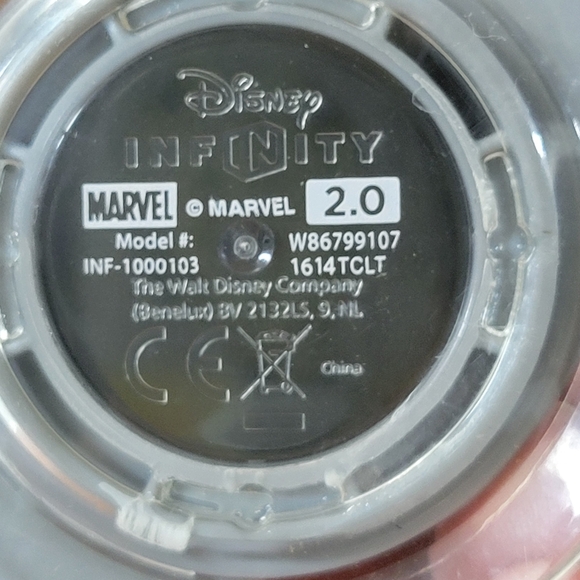 Disney
INFINITY
MARVEL © MARVEL 2.0
Model #: W86799107
INF-1000103 1614TCLT
The Walt Disney Company
(Benelux) BV 2132LS, 9, NL
CE China